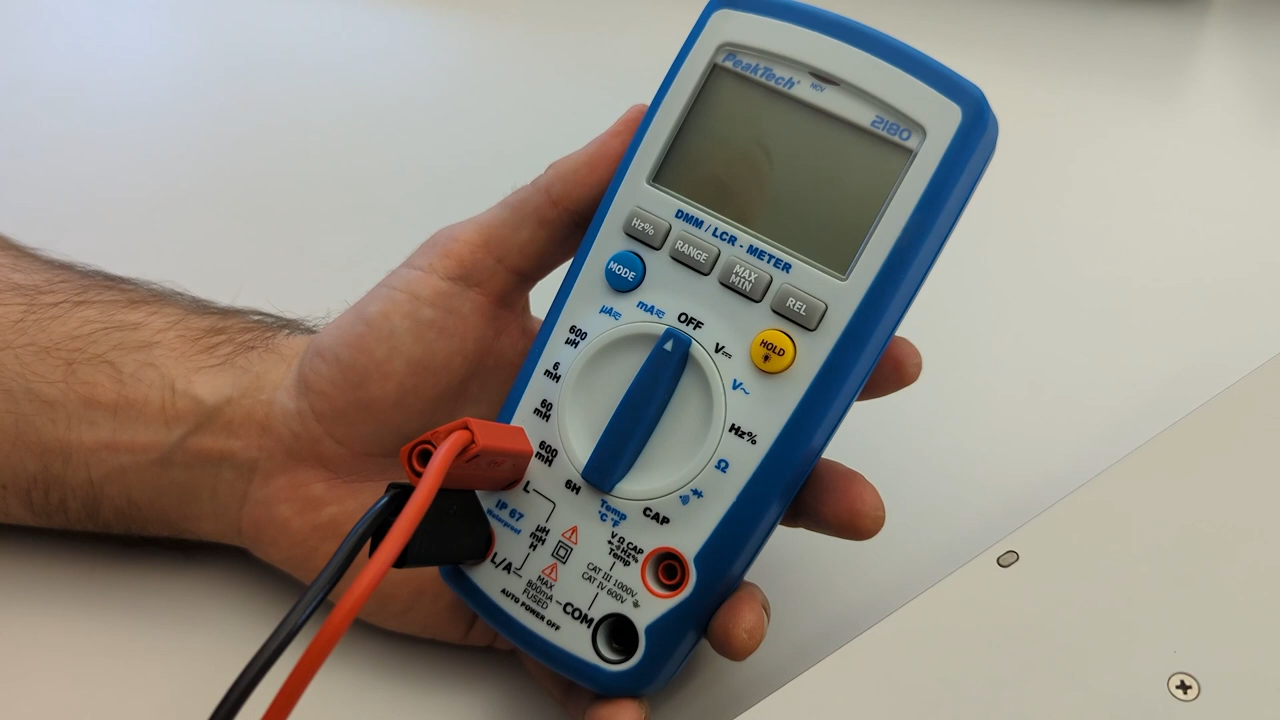 PeakTech®
NCV
2180
DMM / LCR - METER
Hz%
RANGE
MAX
MIN
REL
MODE
HOLD
µA
mA
OFF
V
V~
Hz%
Ω
CAP
Temp
°C °F
6H
600
mH
60
mH
6
mH
600
µH
L
IP 67
Waterproof
µH
mH
H
L/A
MAX
800mA
FUSED
AUTO POWER OFF
V Ω CAP
Hz%
Temp
CAT III 1000V
CAT IV 600V
COM